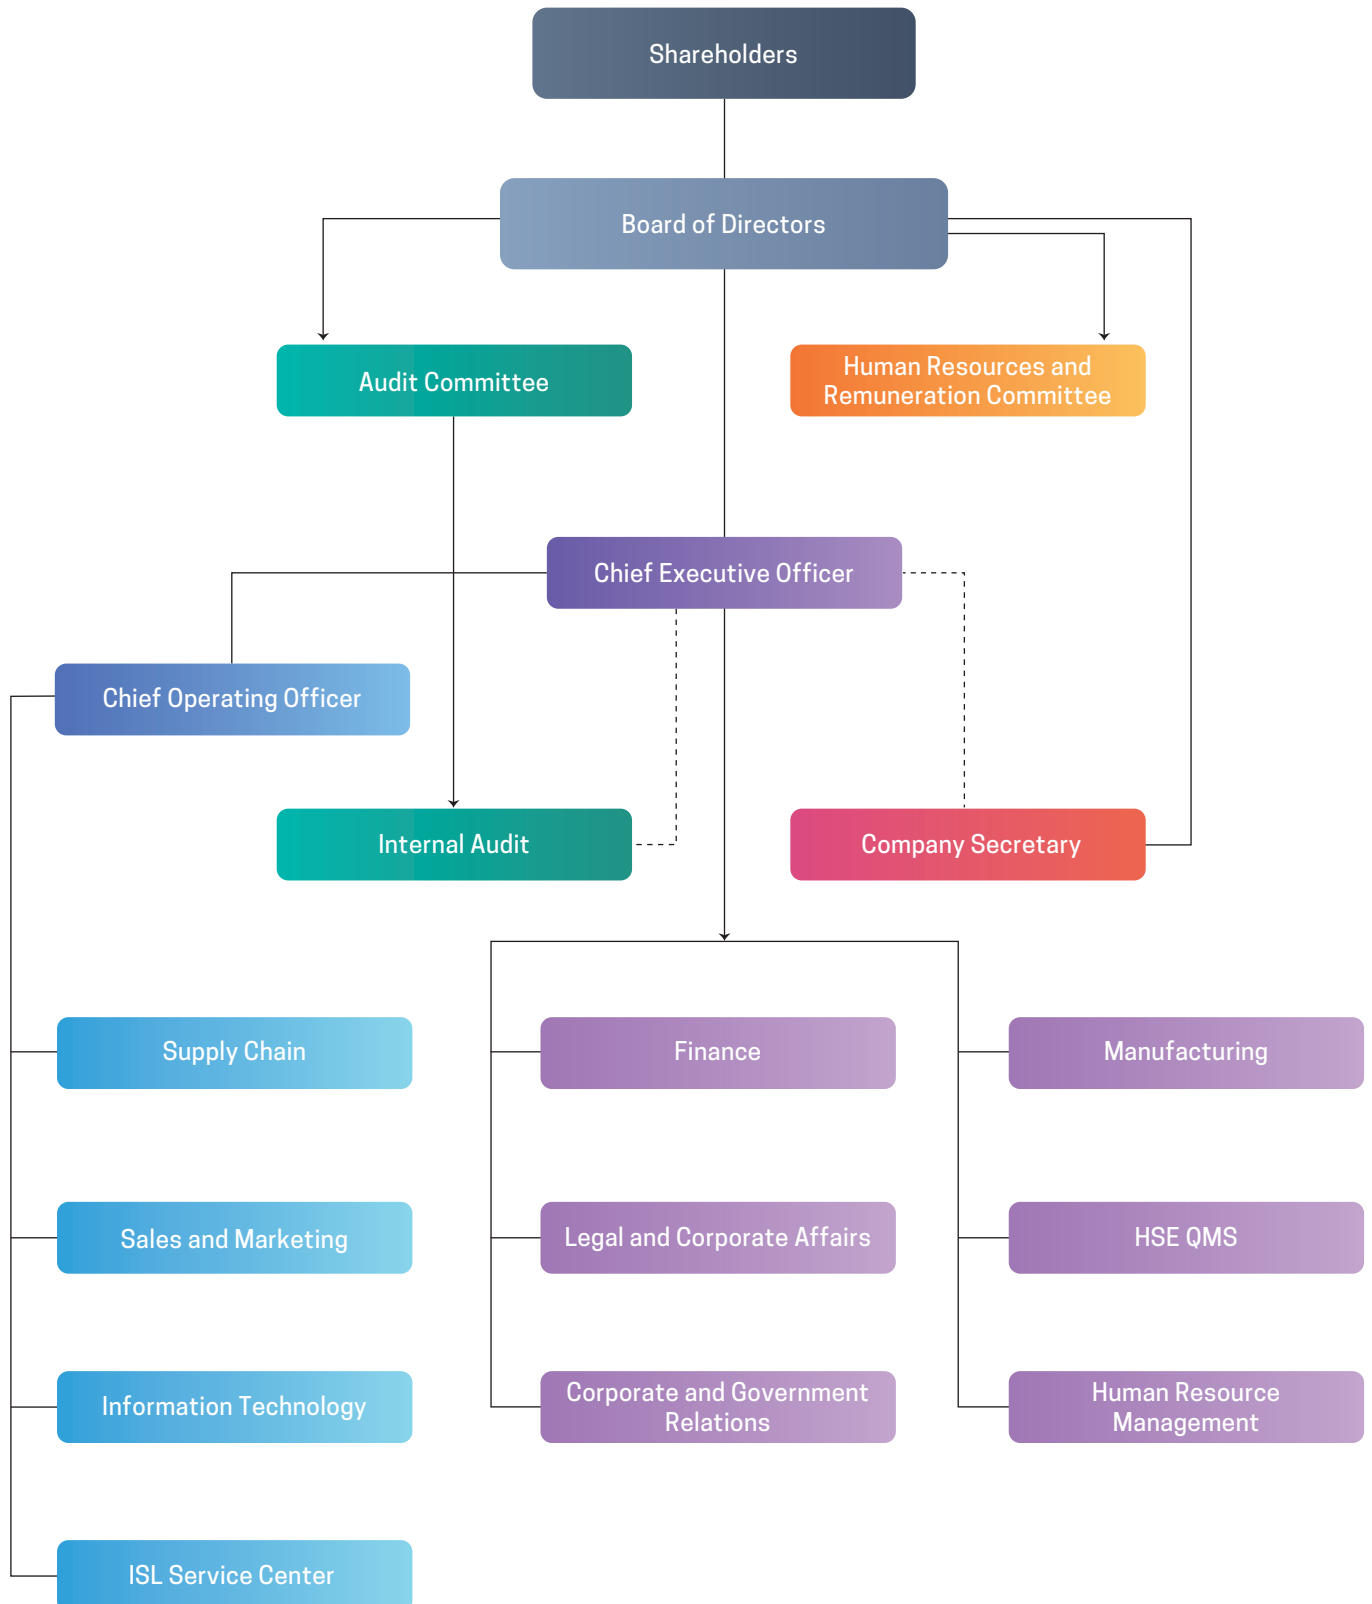 Shareholders
Board of Directors
Audit Committee
Human Resources and
Remuneration Committee
Chief Executive Officer
Chief Operating Officer
Internal Audit
Company Secretary
Supply Chain
Finance
Manufacturing
Sales and Marketing
Legal and Corporate Affairs
HSE QMS
Information Technology
Corporate and Government
Relations
Human Resource
Management
ISL Service Center